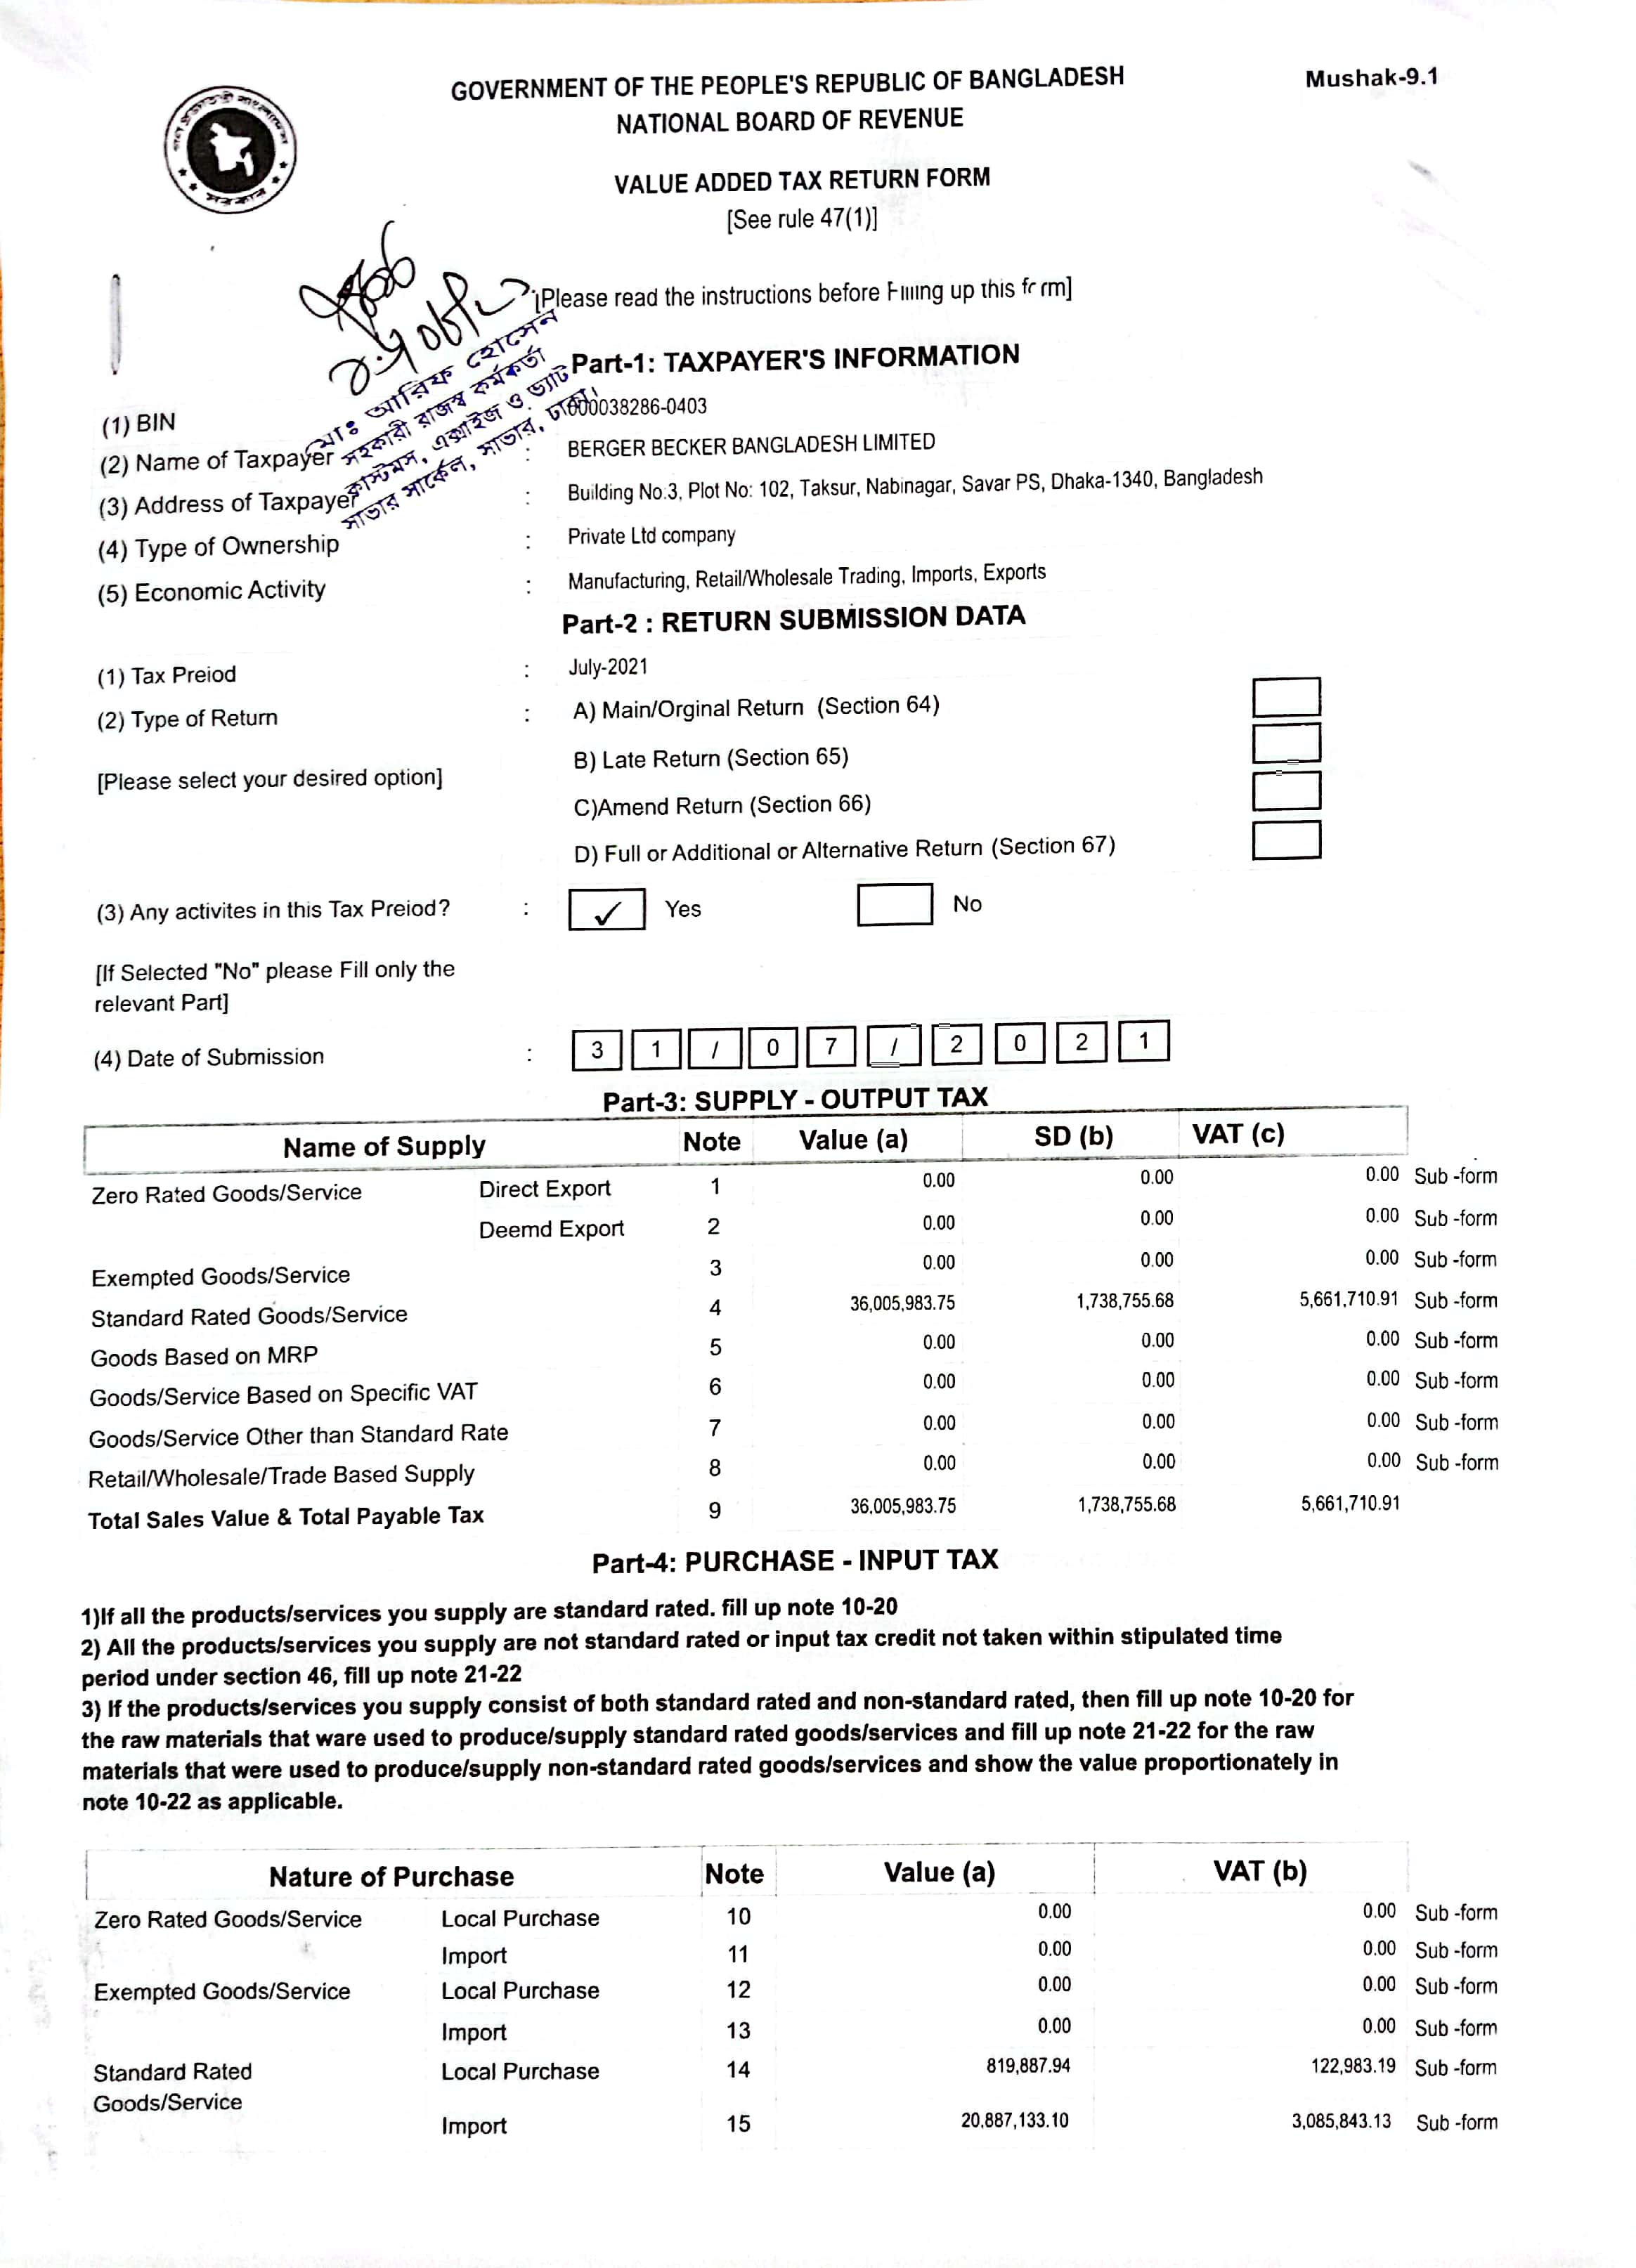 GOVERNMENT OF THE PEOPLE'S REPUBLIC OF BANGLADESH
Mushak-9.1
NATIONAL BOARD OF REVENUE
VALUE ADDED TAX RETURN FORM
[See rule 47(1)]
[Please read the instructions before Filling up this form]
মোঃ আরিফ হোসেন
সহকারী রাজস্ব কর্মকর্তা
কাস্টমস, এক্সাইজ ও ভ্যাট
সাভার সার্কেল, সাভার, ঢাকা।
Part-1: TAXPAYER'S INFORMATION
(1) BIN 000038286-0403
(2) Name of Taxpayer : BERGER BECKER BANGLADESH LIMITED
(3) Address of Taxpayer : Building No:3, Plot No: 102, Taksur, Nabinagar, Savar PS, Dhaka-1340, Bangladesh
(4) Type of Ownership : Private Ltd company
(5) Economic Activity : Manufacturing, Retail/Wholesale Trading, Imports, Exports
Part-2 : RETURN SUBMISSION DATA
(1) Tax Preiod : July-2021
(2) Type of Return : A) Main/Orginal Return (Section 64)
B) Late Return (Section 65)
[Please select your desired option]
C)Amend Return (Section 66)
D) Full or Additional or Alternative Return (Section 67)
(3) Any activites in this Tax Preiod? : ✓ Yes No
[If Selected "No" please Fill only the
relevant Part]
(4) Date of Submission : 3 1 / 0 7 / 2 0 2 1
Part-3: SUPPLY - OUTPUT TAX
Name of Supply Note Value (a) SD (b) VAT (c)
Zero Rated Goods/Service Direct Export 1 0.00 0.00 0.00 Sub -form
Deemd Export 2 0.00 0.00 0.00 Sub -form
Exempted Goods/Service 3 0.00 0.00 0.00 Sub -form
Standard Rated Goods/Service 4 36,005,983.75 1,738,755.68 5,661,710.91 Sub -form
Goods Based on MRP 5 0.00 0.00 0.00 Sub -form
Goods/Service Based on Specific VAT 6 0.00 0.00 0.00 Sub -form
Goods/Service Other than Standard Rate 7 0.00 0.00 0.00 Sub -form
Retail/Wholesale/Trade Based Supply 8 0.00 0.00 0.00 Sub -form
Total Sales Value & Total Payable Tax 9 36,005,983.75 1,738,755.68 5,661,710.91
Part-4: PURCHASE - INPUT TAX
1)If all the products/services you supply are standard rated. fill up note 10-20
2) All the products/services you supply are not standard rated or input tax credit not taken within stipulated time
period under section 46, fill up note 21-22
3) If the products/services you supply consist of both standard rated and non-standard rated, then fill up note 10-20 for
the raw materials that ware used to produce/supply standard rated goods/services and fill up note 21-22 for the raw
materials that were used to produce/supply non-standard rated goods/services and show the value proportionately in
note 10-22 as applicable.
Nature of Purchase Note Value (a) VAT (b)
Zero Rated Goods/Service Local Purchase 10 0.00 0.00 Sub -form
Import 11 0.00 0.00 Sub -form
Exempted Goods/Service Local Purchase 12 0.00 0.00 Sub -form
Import 13 0.00 0.00 Sub -form
Standard Rated Local Purchase 14 819,887.94 122,983.19 Sub -form
Goods/Service
Import 15 20,887,133.10 3,085,843.13 Sub -form